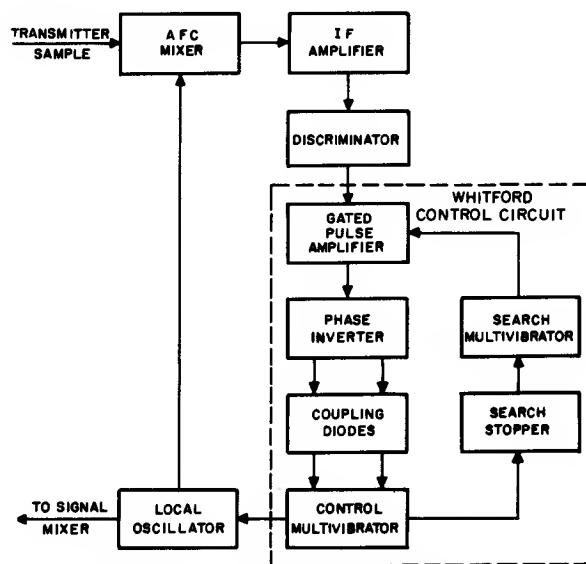 TRANSMITTER
SAMPLE
AFC
MIXER
IF
AMPLIFIER
DISCRIMINATOR
WHITFORD
CONTROL CIRCUIT
GATED
PULSE
AMPLIFIER
PHASE
INVERTER
SEARCH
MULTIVIBRATOR
COUPLING
DIODES
SEARCH
STOPPER
TO SIGNAL
MIXER
LOCAL
OSCILLATOR
CONTROL
MULTIVIBRATOR